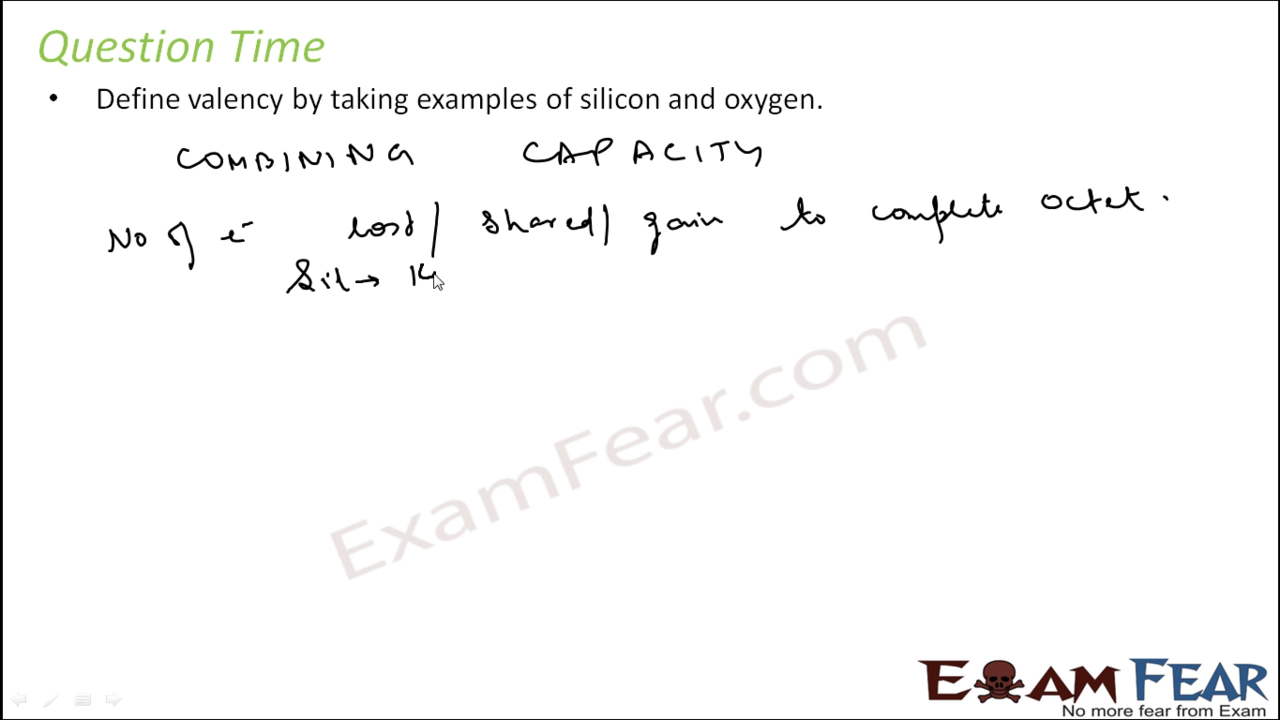 Question Time
• Define valency by taking examples of silicon and oxygen.
COMBINING CAPACITY
No of e- lost/ shared/ gain to complete octet.
Sil → 14
ExamFear.com
EXAM FEAR
No more fear from Exam